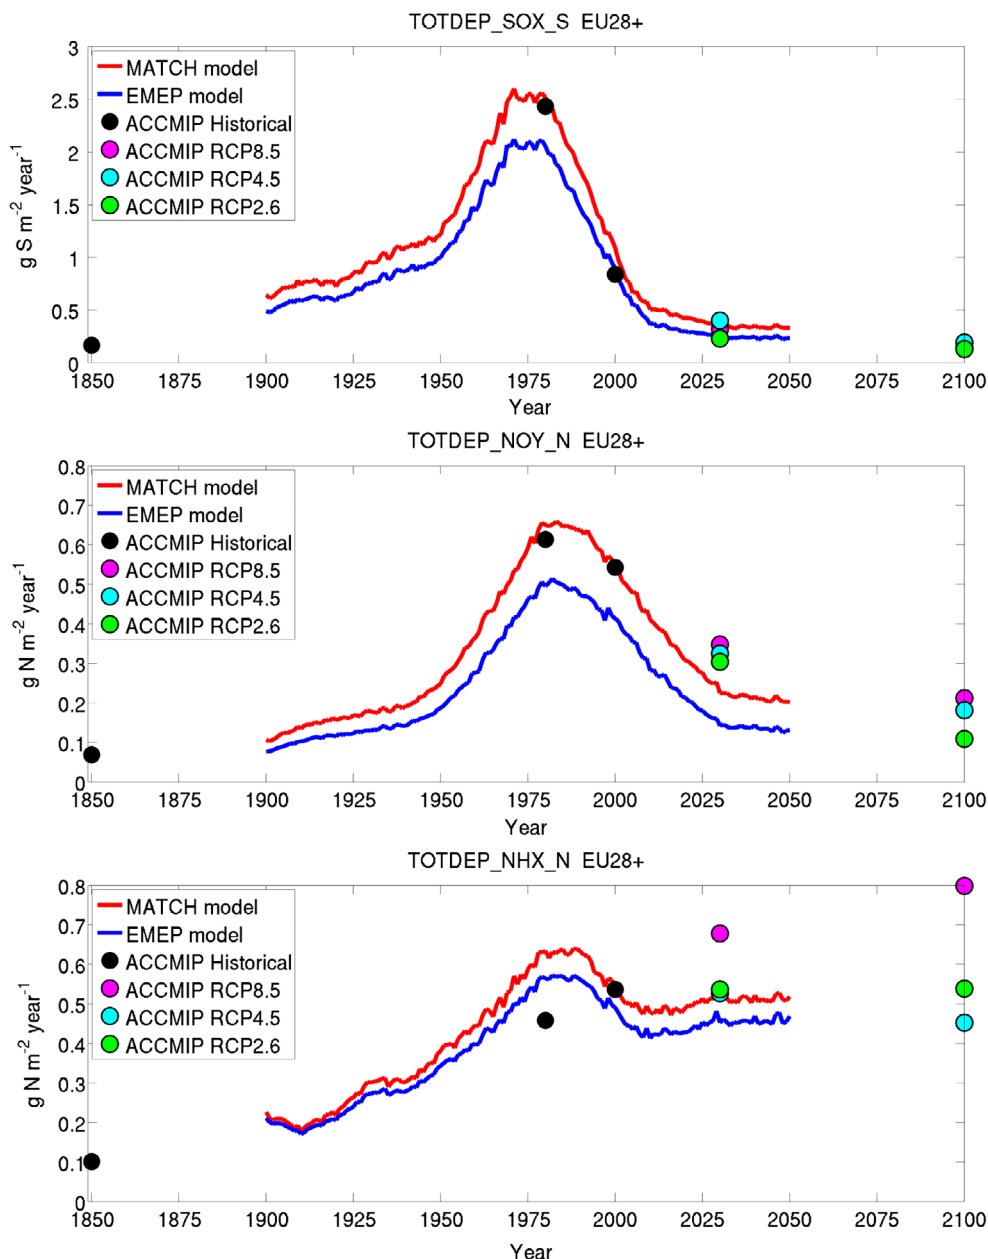 TOTDEP_SOX_S EU28+
g S m-2 year-1
3
2.5
2
1.5
1
0.5
0
MATCH model
EMEP model
ACCMIP Historical
ACCMIP RCP8.5
ACCMIP RCP4.5
ACCMIP RCP2.6
1850 1875 1900 1925 1950 1975 2000 2025 2050 2075 2100
Year
TOTDEP_NOY_N EU28+
g N m-2 year-1
0.8
0.7
0.6
0.5
0.4
0.3
0.2
0.1
0
MATCH model
EMEP model
ACCMIP Historical
ACCMIP RCP8.5
ACCMIP RCP4.5
ACCMIP RCP2.6
1850 1875 1900 1925 1950 1975 2000 2025 2050 2075 2100
Year
TOTDEP_NHX_N EU28+
g N m-2 year-1
0.8
0.7
0.6
0.5
0.4
0.3
0.2
0.1
0
MATCH model
EMEP model
ACCMIP Historical
ACCMIP RCP8.5
ACCMIP RCP4.5
ACCMIP RCP2.6
1850 1875 1900 1925 1950 1975 2000 2025 2050 2075 2100
Year